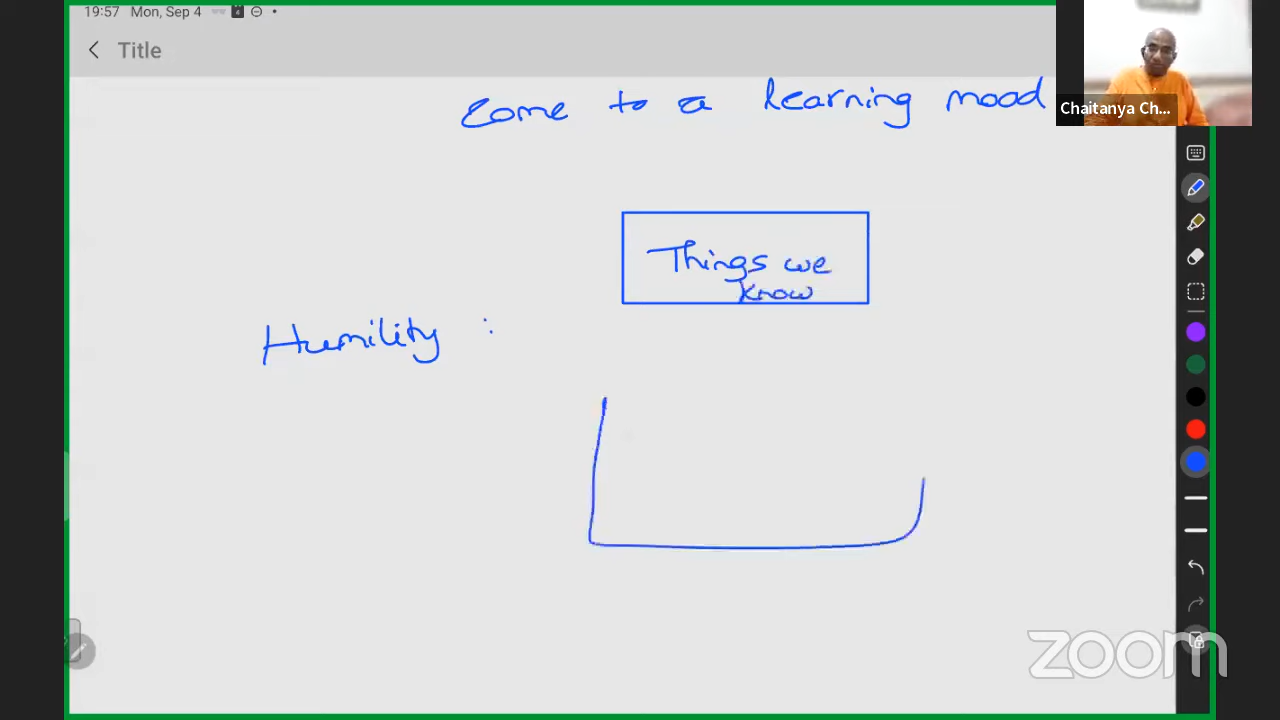 19:57 Mon, Sep 4
Title
Chaitanya Ch...
come to a learning mood
Things we
know
Humility :
zoom